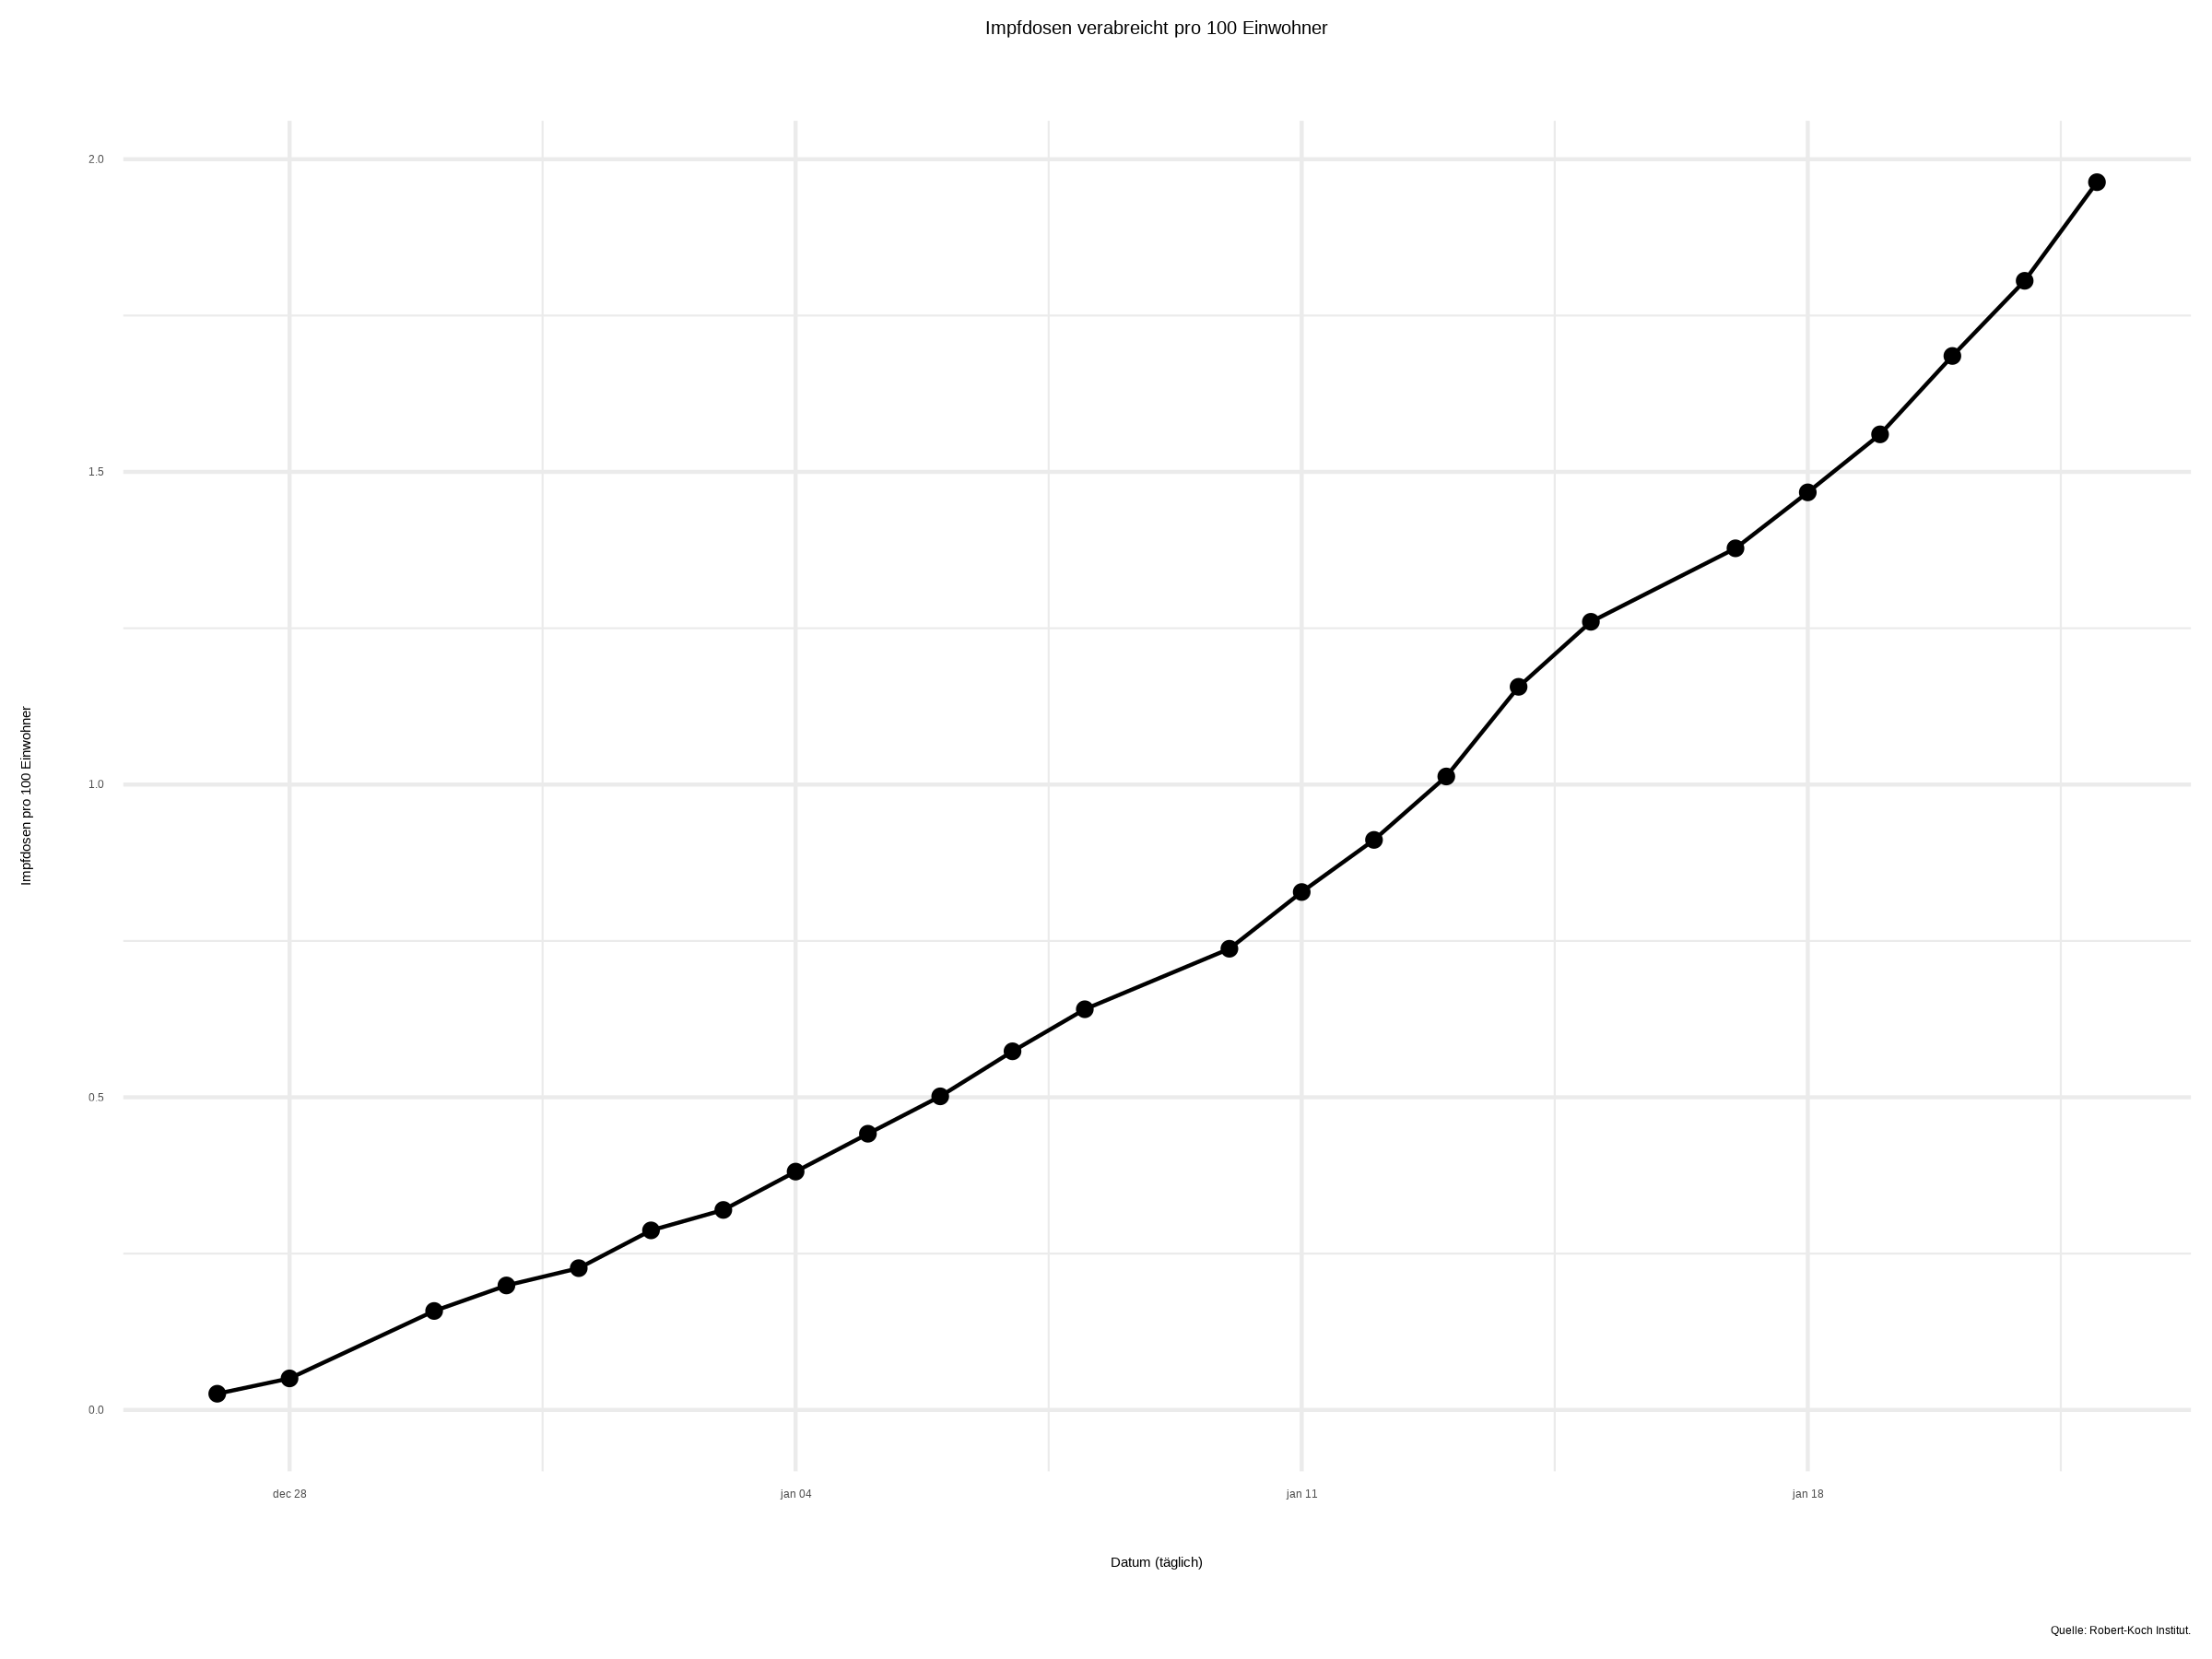 Impfdosen verabreicht pro 100 Einwohner
2.0
1.5
1.0
0.5
0.0
Impfdosen pro 100 Einwohner
dec 28
jan 04
jan 11
jan 18
Datum (täglich)
Quelle: Robert-Koch Institut.